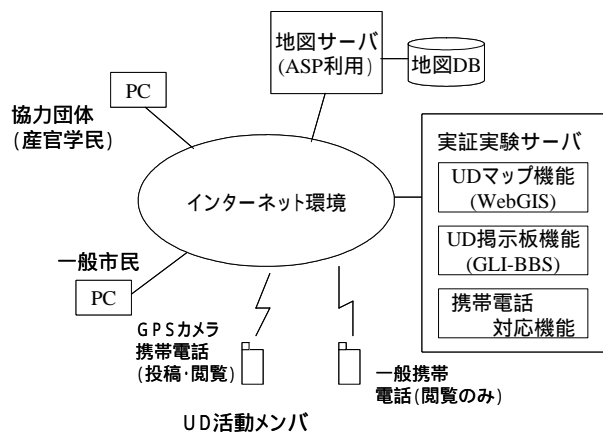 地図サーバ
(ASP利用)
地図DB
PC
協力団体
(産官学民)
インターネット環境
実証実験サーバ
UDマップ機能
(WebGIS)
UD掲示板機能
(GLI-BBS)
携帯電話
対応機能
一般市民
PC
GPSカメラ
携帯電話
(投稿・閲覧)
一般携帯
電話(閲覧のみ)
UD活動メンバ